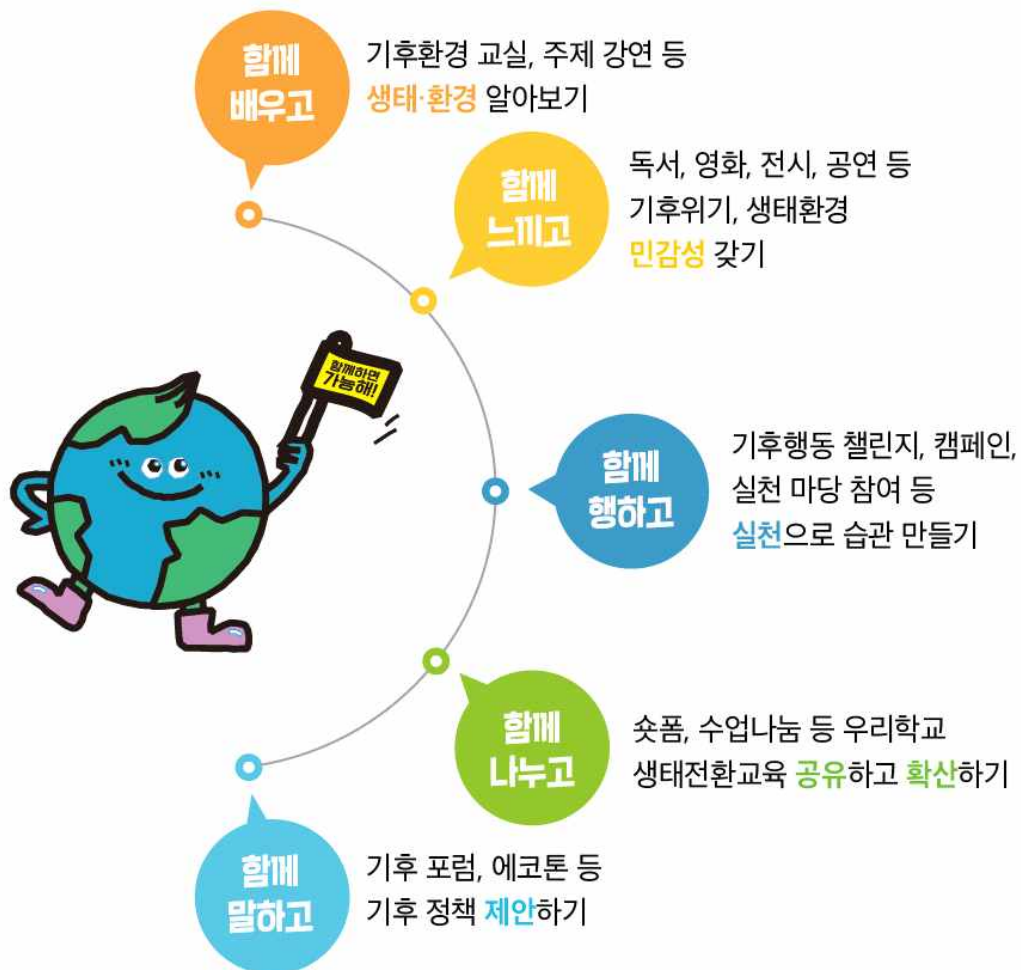 함께
배우고
기후환경 교실, 주제 강연 등
생태·환경 알아보기
함께
느끼고
독서, 영화, 전시, 공연 등
기후위기, 생태환경
민감성 갖기
함께하면
가능해!
함께
행하고
기후행동 챌린지, 캠페인,
실천 마당 참여 등
실천으로 습관 만들기
함께
나누고
숏폼, 수업나눔 등 우리학교
생태전환교육 공유하고 확산하기
함께
말하고
기후 포럼, 에코톤 등
기후 정책 제안하기